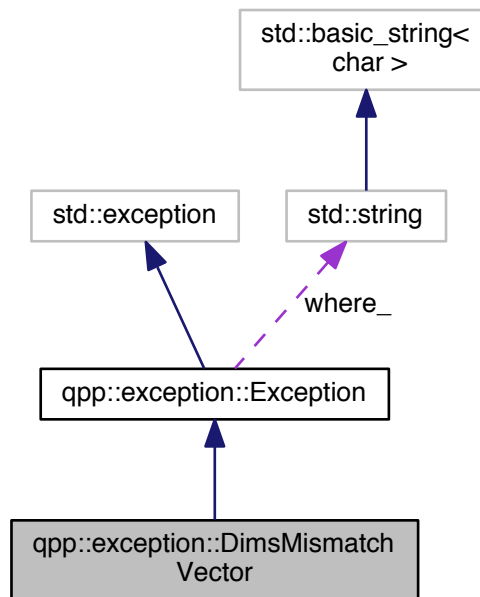 std::basic_string<
char >
std::exception
std::string
where_
qpp::exception::Exception
qpp::exception::DimsMismatch
Vector